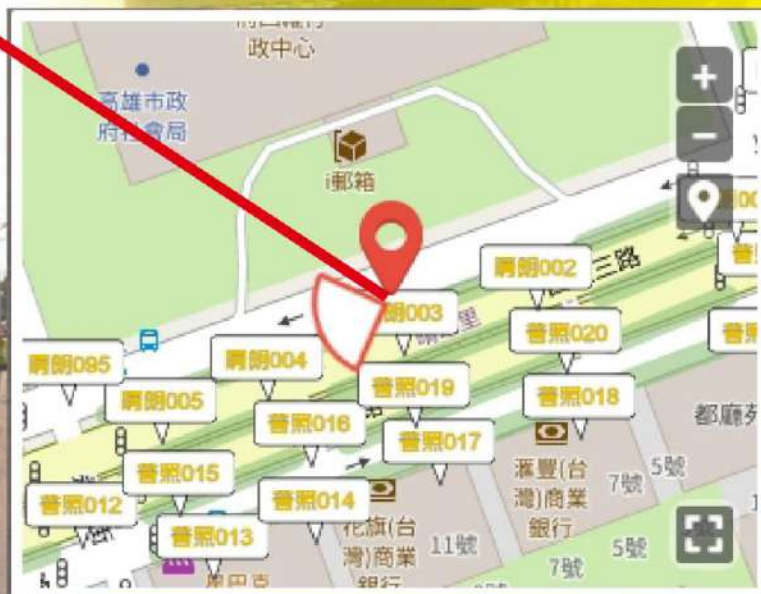 政中心
高雄市政
府社會局
i郵箱
+
−
晴朗002
三路
朗003
普照020
晴朗095
晴朗004
晴朗005
普照019
普照018
普照016
普照017
都廳苑
普照015
普照012
普照014
普照013
滙豐(台
灣)商業
銀行
7號
5號
花旗(台
灣)商業
銀行
11號
7號
5號